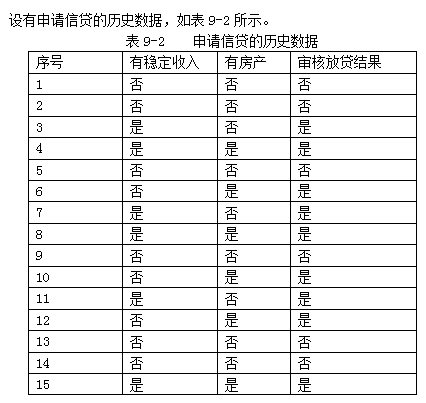 设有申请信贷的历史数据，如表9-2所示。
表 9-2 申请信贷的历史数据
序号 有稳定收入 有房产 审核放贷结果
1 否 否 否
2 否 否 否
3 是 否 是
4 是 是 是
5 否 否 否
6 否 是 是
7 是 否 是
8 是 是 是
9 否 否 否
10 否 是 是
11 是 否 是
12 否 是 是
13 否 否 否
14 否 否 否
15 是 是 是